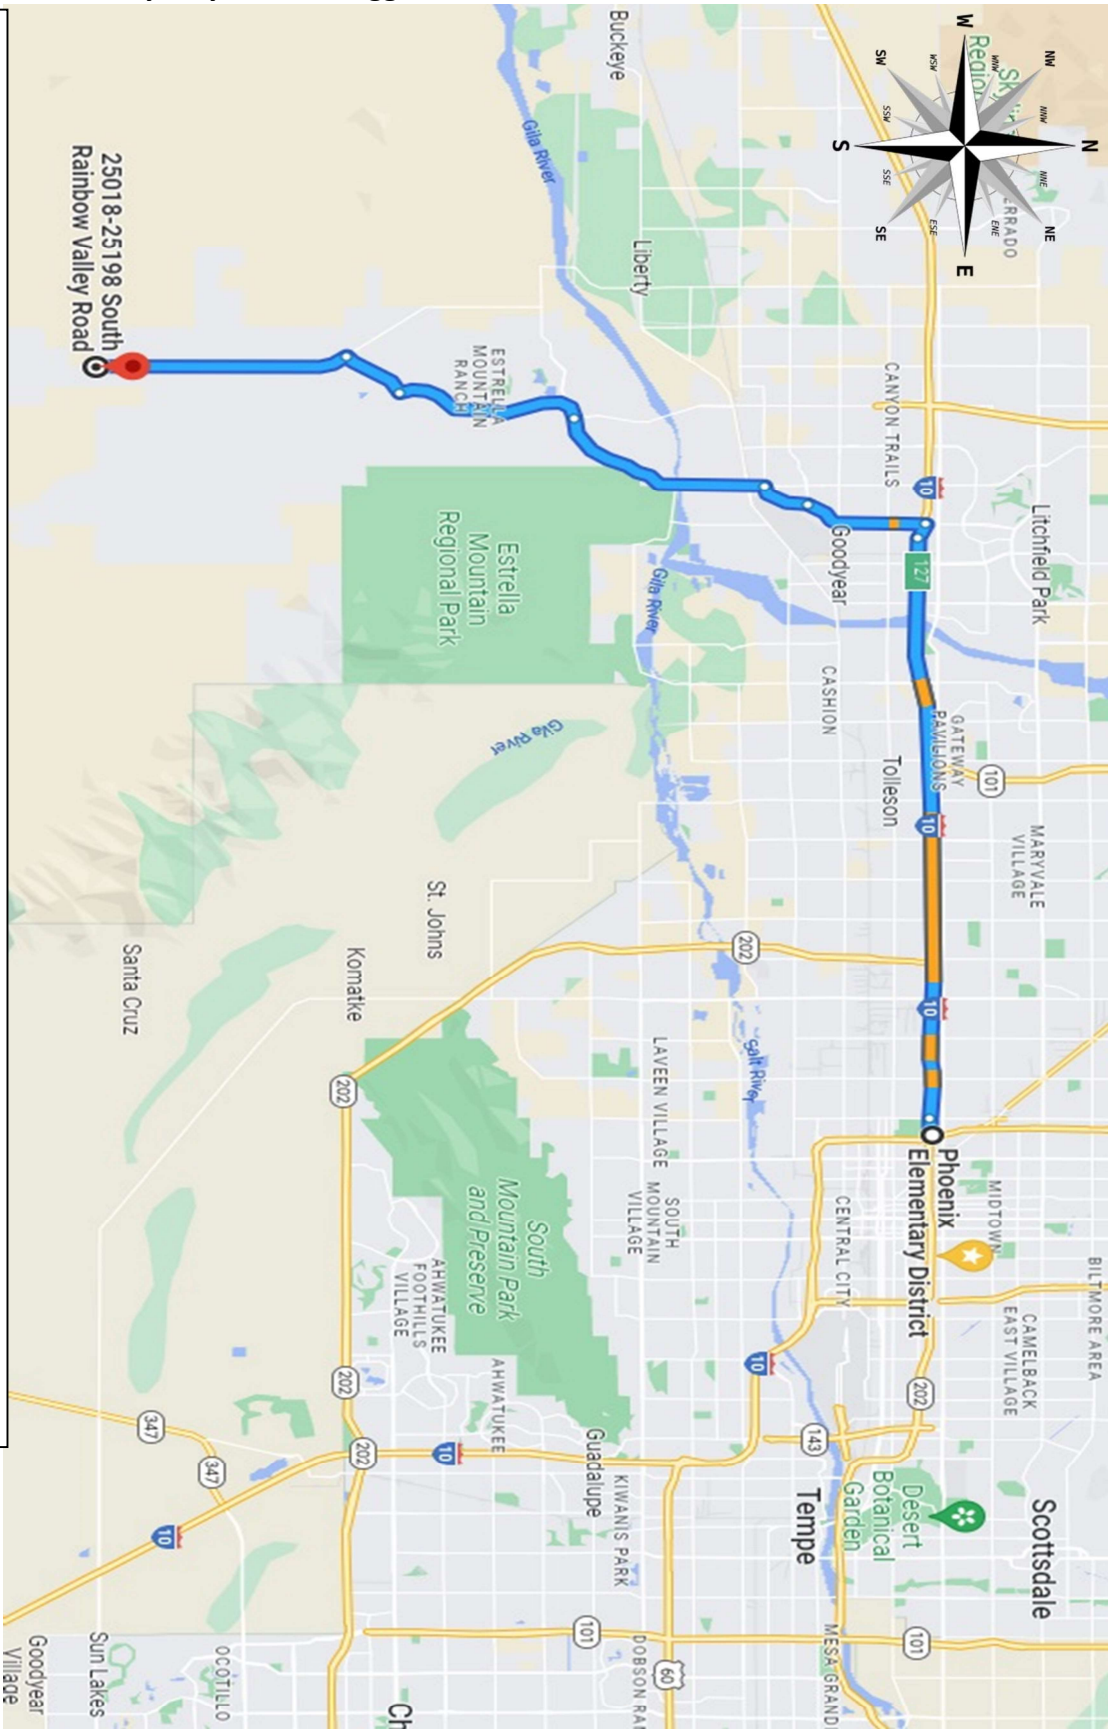 BILTMORE AREA
N
NW
NNW
NNE
NE
Litchfield Park
MARYVALE
VILLAGE
CAMELBACK
EAST VILLAGE
Scottsdale
WNW
ENE
W
E
101
GATEWAY
PAVILIONS
MIDTOWN
Phoenix
Elementary District
10
127
10
10
202
Desert
Botanical
Garden
101
WSW
ESE
SW
SSW
SSE
SE
S
CANYON TRAILS
Tolleson
Goodyear
CASHION
CENTRAL CITY
143
Tempe
MESA GRANDE
202
Salt River
10
Buckeye
Liberty
Gila River
Gila River
LAVEEN VILLAGE
SOUTH
MOUNTAIN
VILLAGE
60
DOBSON RA
KIWANIS PARK
Guadalupe
101
Gila River
ESTRELLA
MOUNTAIN
RANCH
Estrella
Mountain
Regional Park
South
Mountain Park
and Preserve
AHWATUKEE
10
St. Johns
AHWATUKEE
FOOTHILLS
VILLAGE
Komatke
202
202
202
Ch
OCOTILLO
347
347
10
25018-25198 South
Rainbow Valley Road
Santa Cruz
Sun Lakes
Goodyear
Village